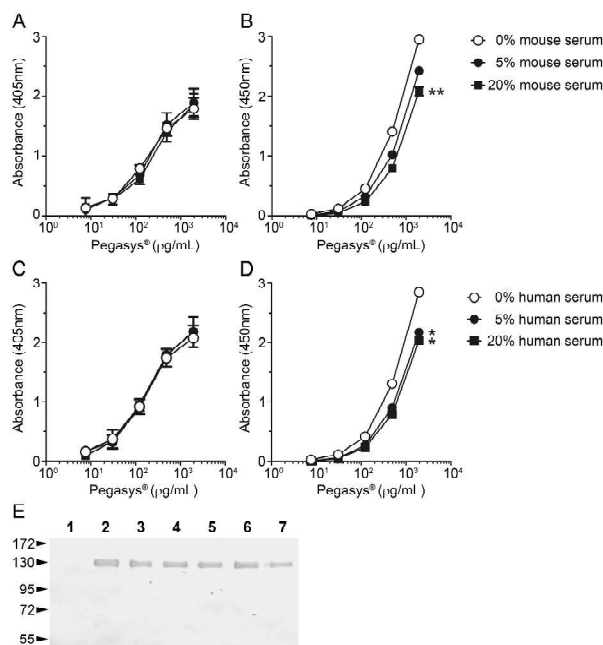 A
B
3
2
1
0
Absorbance (405nm)
10⁰ 10¹ 10² 10³ 10⁴
Pegasys® (pg/mL)
3
2
1
0
Absorbance (450nm)
**
10⁰ 10¹ 10² 10³ 10⁴
Pegasys® (pg/mL)
0% mouse serum
5% mouse serum
20% mouse serum
C
D
3
2
1
0
Absorbance (405nm)
10⁰ 10¹ 10² 10³ 10⁴
Pegasys® (pg/mL)
3
2
1
0
Absorbance (450nm)
*
*
10⁰ 10¹ 10² 10³ 10⁴
Pegasys® (pg/mL)
0% human serum
5% human serum
20% human serum
E
1 2 3 4 5 6 7
172
130
95
72
55